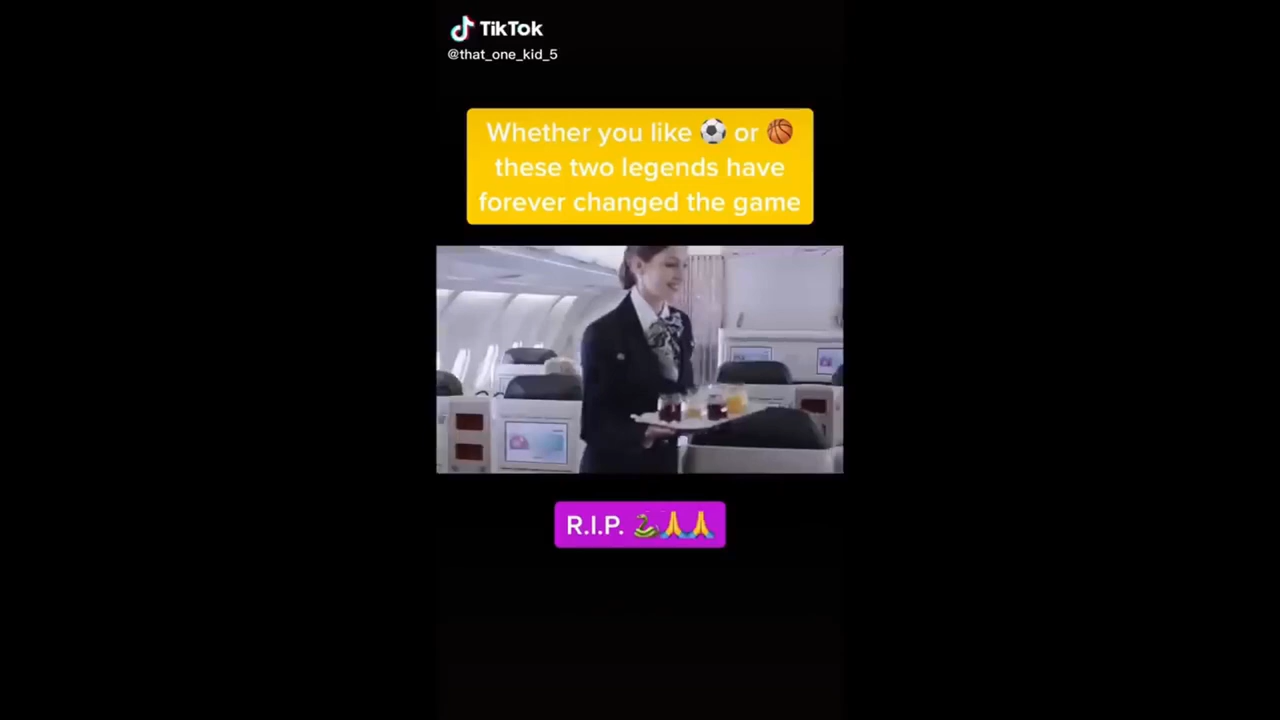 TikTok
@that_one_kid_5
Whether you like ⚽ or 🏀
these two legends have
forever changed the game
R.I.P. 🐍🙏🙏